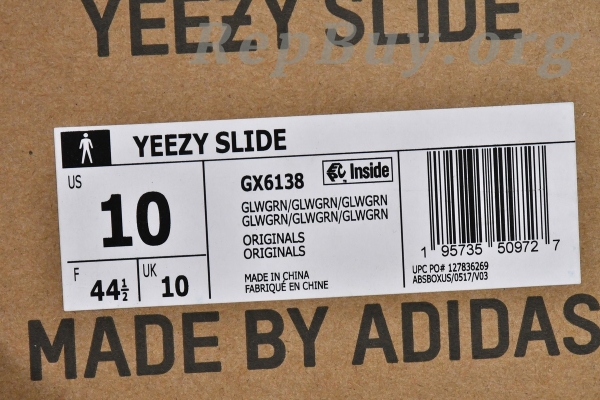 YEEZY SLIDE
RepBuy.org
YEEZY SLIDE
US
10
F
44½
UK
10
GX6138
Inside
GLWGRN/GLWGRN/GLWGRN
GLWGRN/GLWGRN/GLWGRN
ORIGINALS
ORIGINALS
MADE IN CHINA
FABRIQUÉ EN CHINE
1 95735 50972 7
UPC PO# 127836269
ABSBOXUS/0517/V03
MADE BY ADIDAS